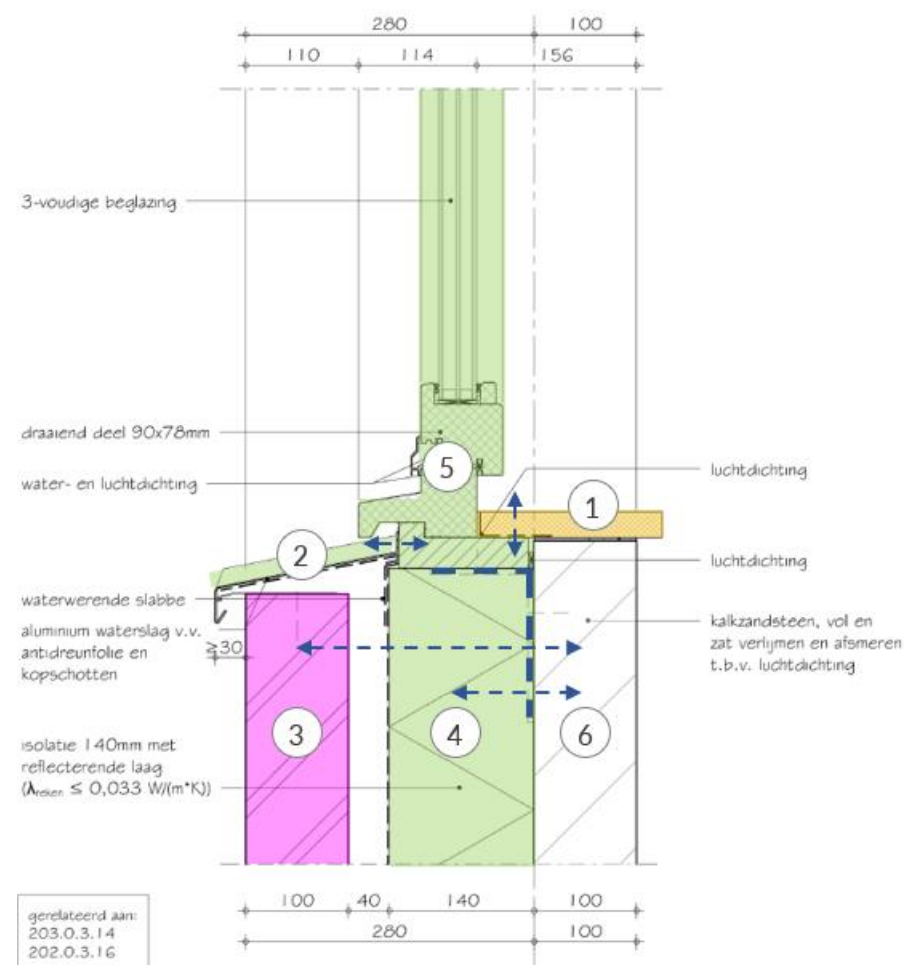 280
100
110
114
156
3-voudige beglazing
draaiend deel 90x78mm
water- en luchtdichting
5
luchtdichting
1
2
luchtdichting
waterwerende slabbe
aluminium waterslag v.v.
antidreunfolie en
kopschotten
≥30
kalkzandsteen, vol en
zat verlijmen en afsmeren
t.b.v. luchtdichting
3
4
6
isolatie 140mm met
reflecterende laag
(λreken ≤ 0,033 W/(m*K))
100
40
140
100
280
100
gerelateerd aan:
203.0.3.14
202.0.3.16